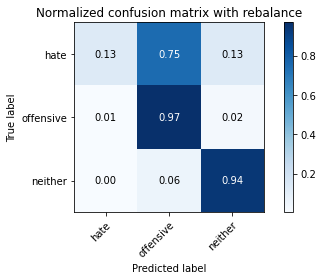 Normalized confusion matrix with rebalance
True label
hate 0.13 0.75 0.13
offensive 0.01 0.97 0.02
neither 0.00 0.06 0.94
hate offensive neither
Predicted label
0.8
0.6
0.4
0.2